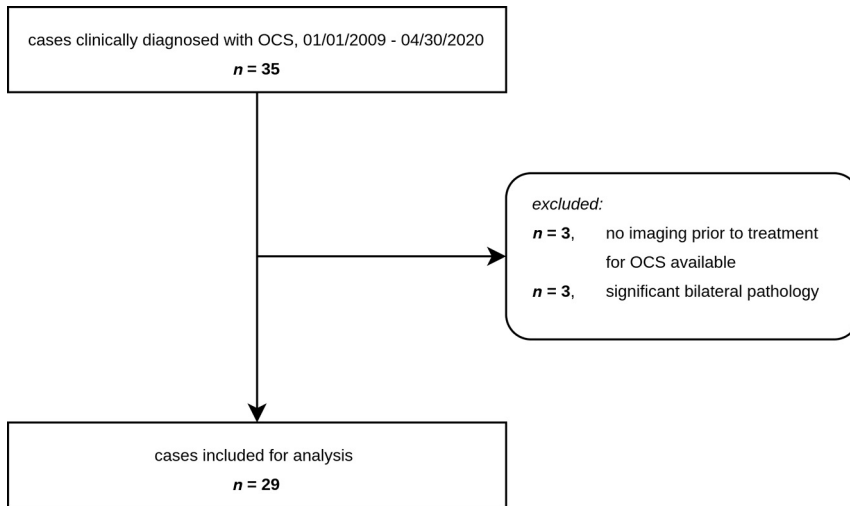 cases clinically diagnosed with OCS, 01/01/2009 - 04/30/2020
n = 35
excluded:
n = 3, no imaging prior to treatment
for OCS available
n = 3, significant bilateral pathology
cases included for analysis
n = 29